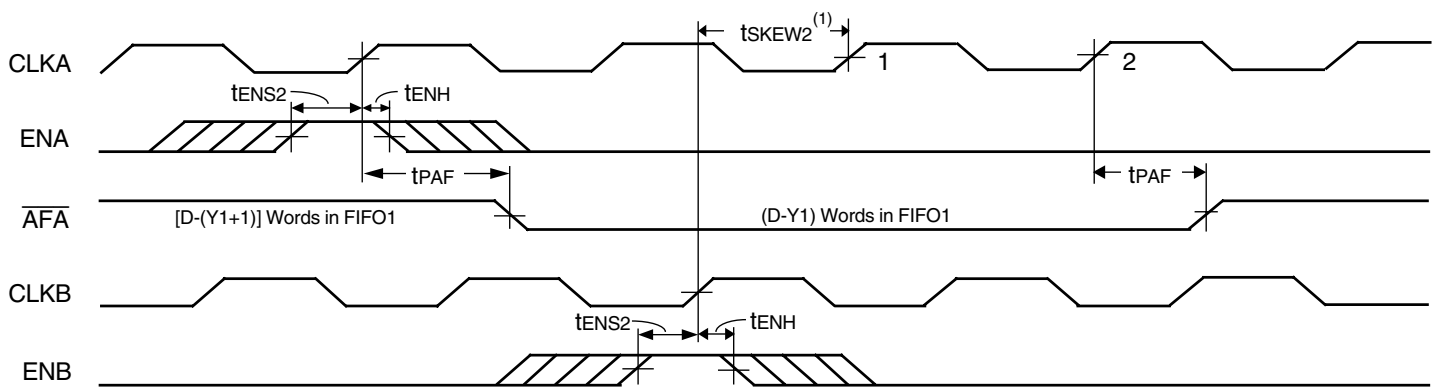 tSKEW2 (1)
CLKA
1
2
tENS2
tENH
ENA
tPAF
tPAF
AFA
[D-(Y1+1)] Words in FIFO1
(D-Y1) Words in FIFO1
CLKB
tENS2
tENH
ENB